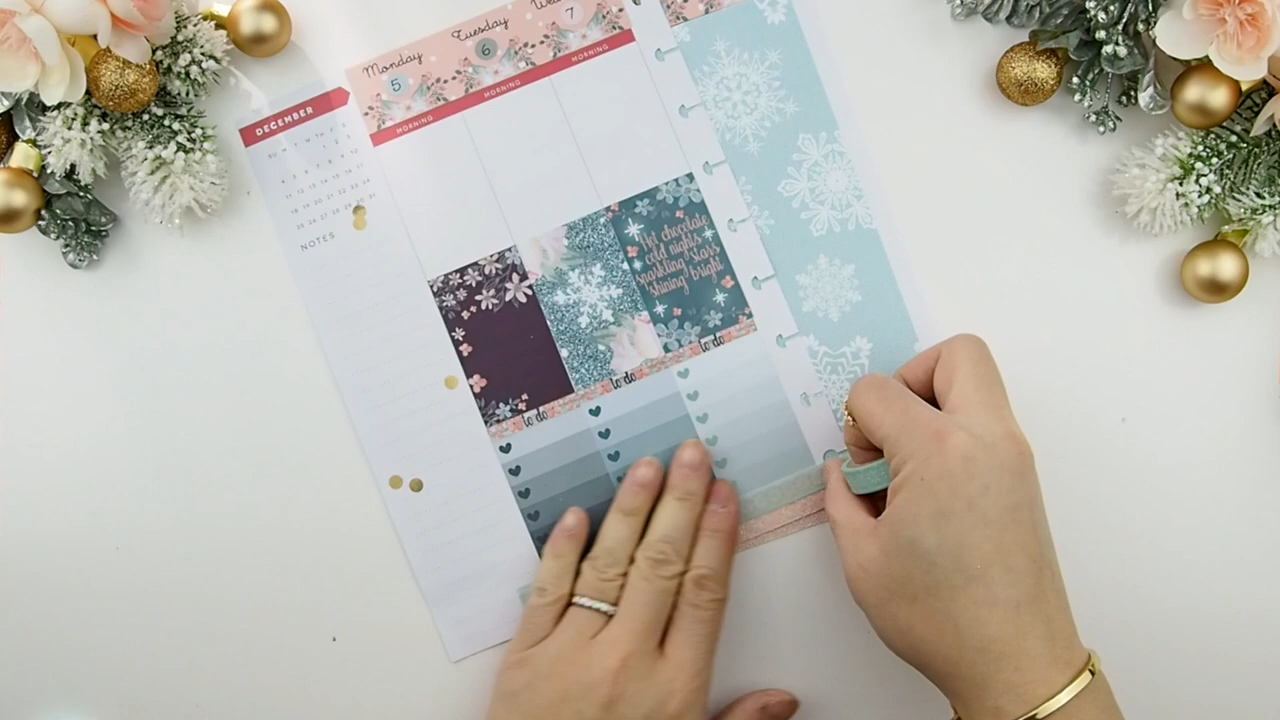 Monday
Tuesday
5
6
7
MORNING
MORNING
MORNING
DECEMBER
NOTES
Hot chocolate
cold nights
sparkling stars
shining bright
to do
to do
to do